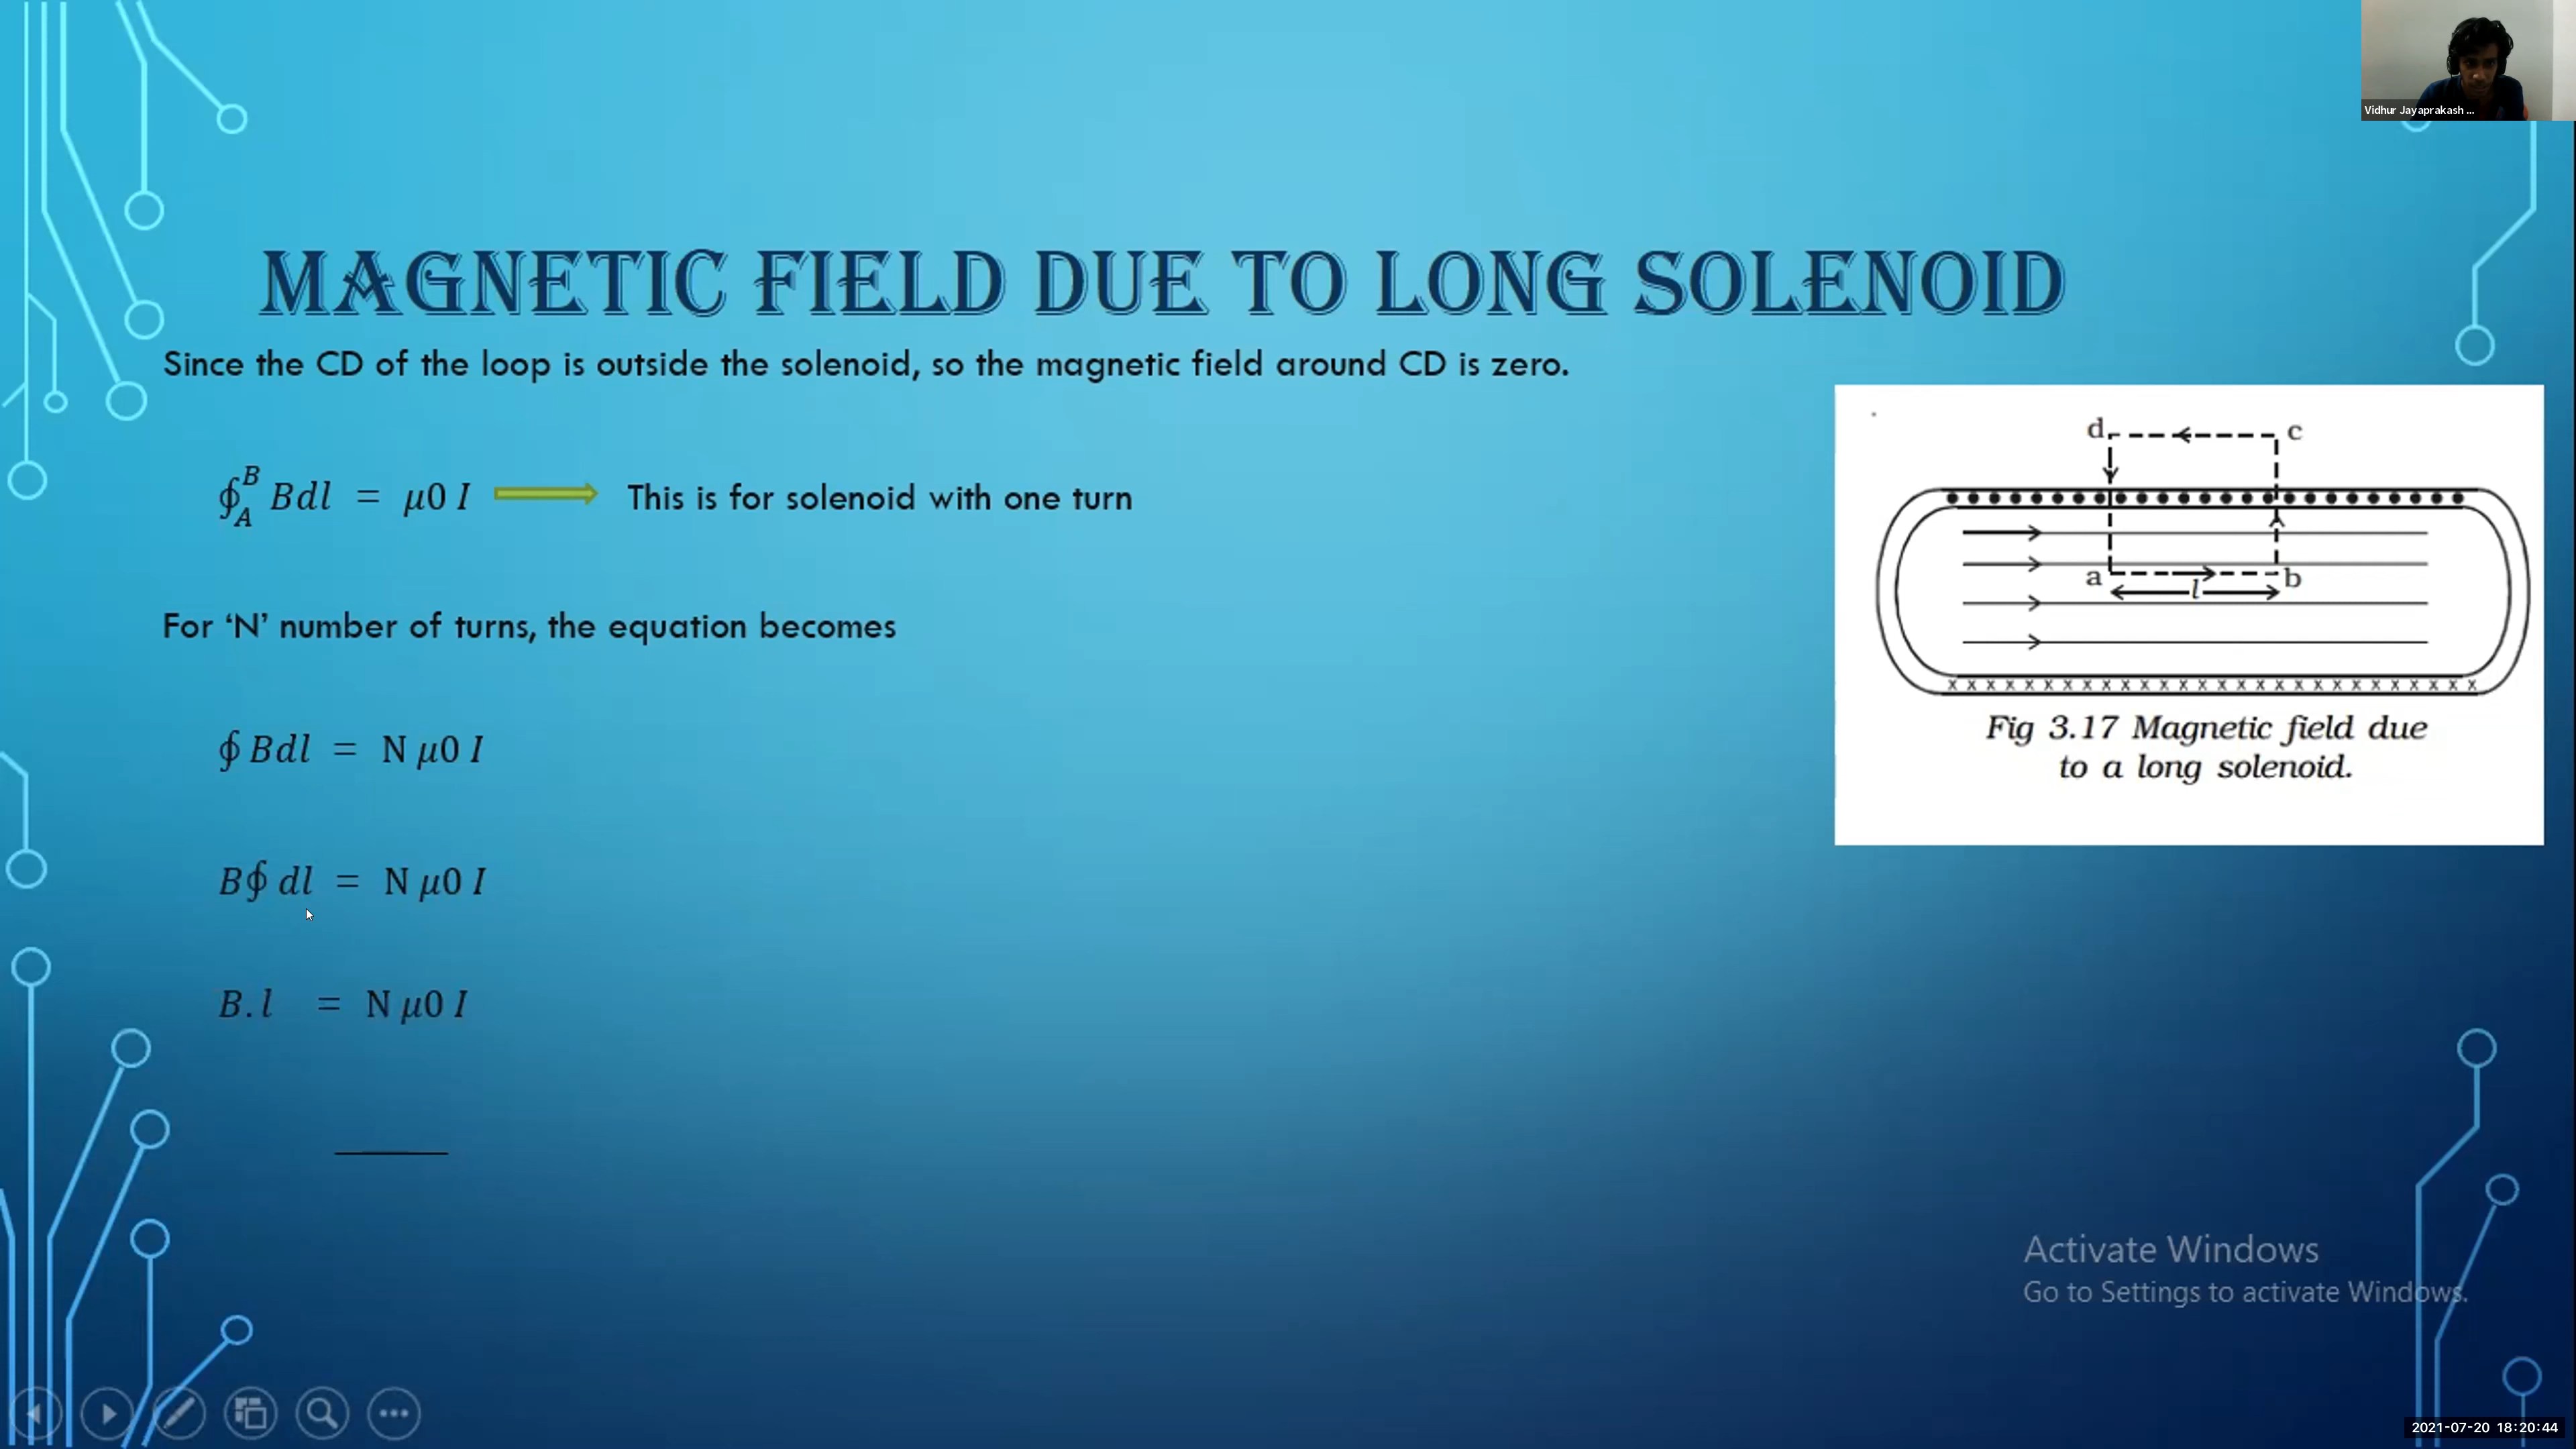 Vidhur Jayaprakash ...
MAGNETIC FIELD DUE TO LONG SOLENOID
Since the CD of the loop is outside the solenoid, so the magnetic field around CD is zero.
∮_A^B Bdl = μ0 I This is for solenoid with one turn
For ‘N’ number of turns, the equation becomes
∮ Bdl = N μ0 I
B∮ dl = N μ0 I
B. l = N μ0 I
d c
a b
l
x x x x x x x x x x x x x x x x x x x x x x x x x x x x
Fig 3.17 Magnetic field due
to a long solenoid.
Activate Windows
Go to Settings to activate Windows.
2021-07-20 18:20:44